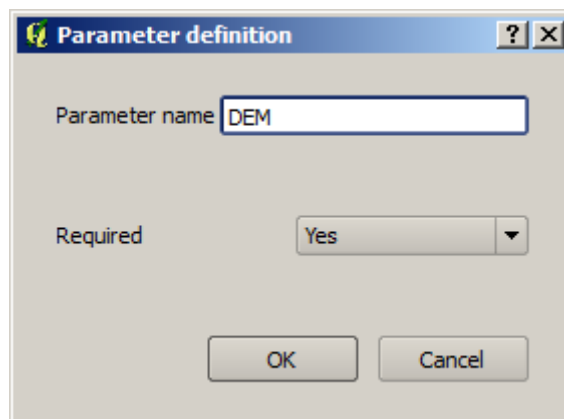 Parameter definition
Parameter name DEM
Required Yes
OK Cancel